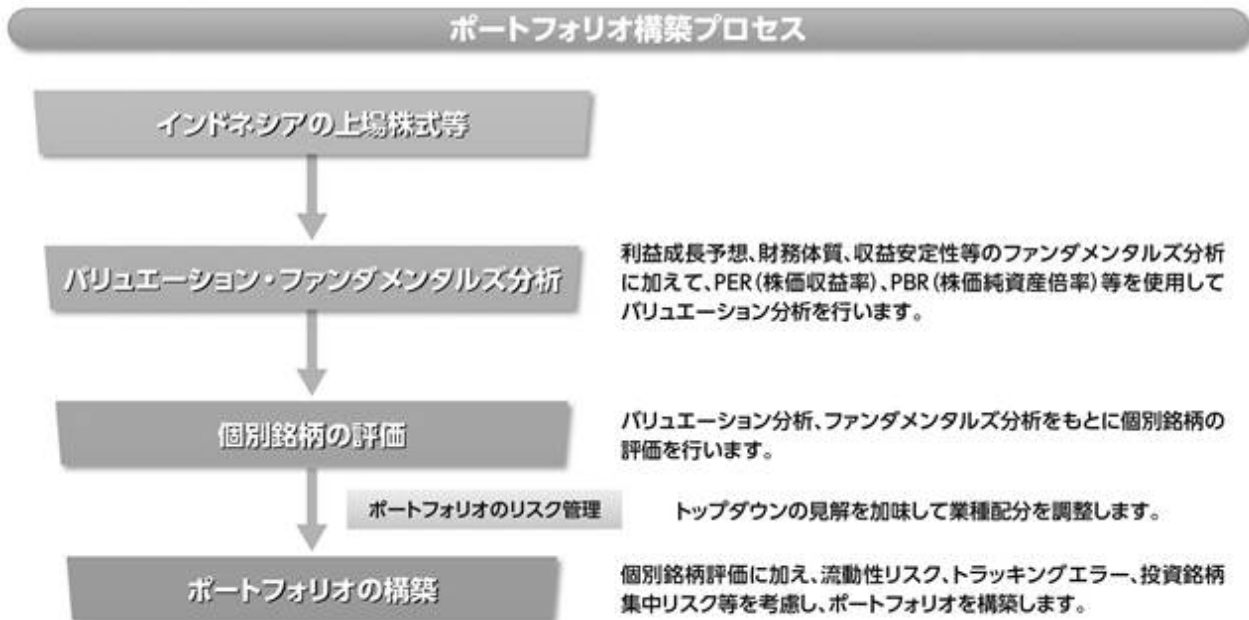 ポートフォリオ構築プロセス
インドネシアの上場株式等
バリュエーション・ファンダメンタルズ分析
利益成長予想、財務体質、収益安定性等のファンダメンタルズ分析
に加えて、PER(株価収益率)、PBR(株価純資産倍率)等を使用して
バリュエーション分析を行います。
個別銘柄の評価
バリュエーション分析、ファンダメンタルズ分析をもとに個別銘柄の
評価を行います。
ポートフォリオのリスク管理
トップダウンの見解を加味して業種配分を調整します。
ポートフォリオの構築
個別銘柄評価に加え、流動性リスク、トラッキングエラー、投資銘柄
集中リスク等を考慮し、ポートフォリオを構築します。